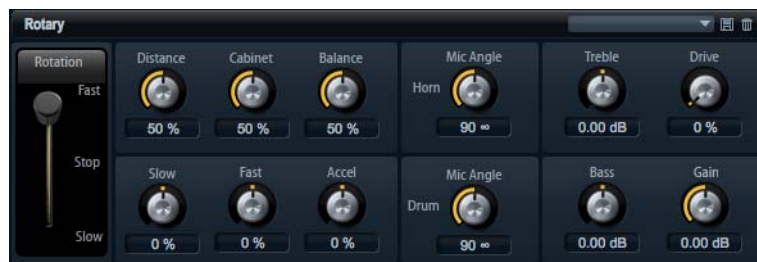 Rotary
Rotation
Fast
Stop
Slow
Distance Cabinet Balance
50 % 50 % 50 %
Slow Fast Accel
0 % 0 % 0 %
Mic Angle
Horn
90 ∞
Mic Angle
Drum
90 ∞
Treble Drive
0.00 dB 0 %
Bass Gain
0.00 dB 0.00 dB